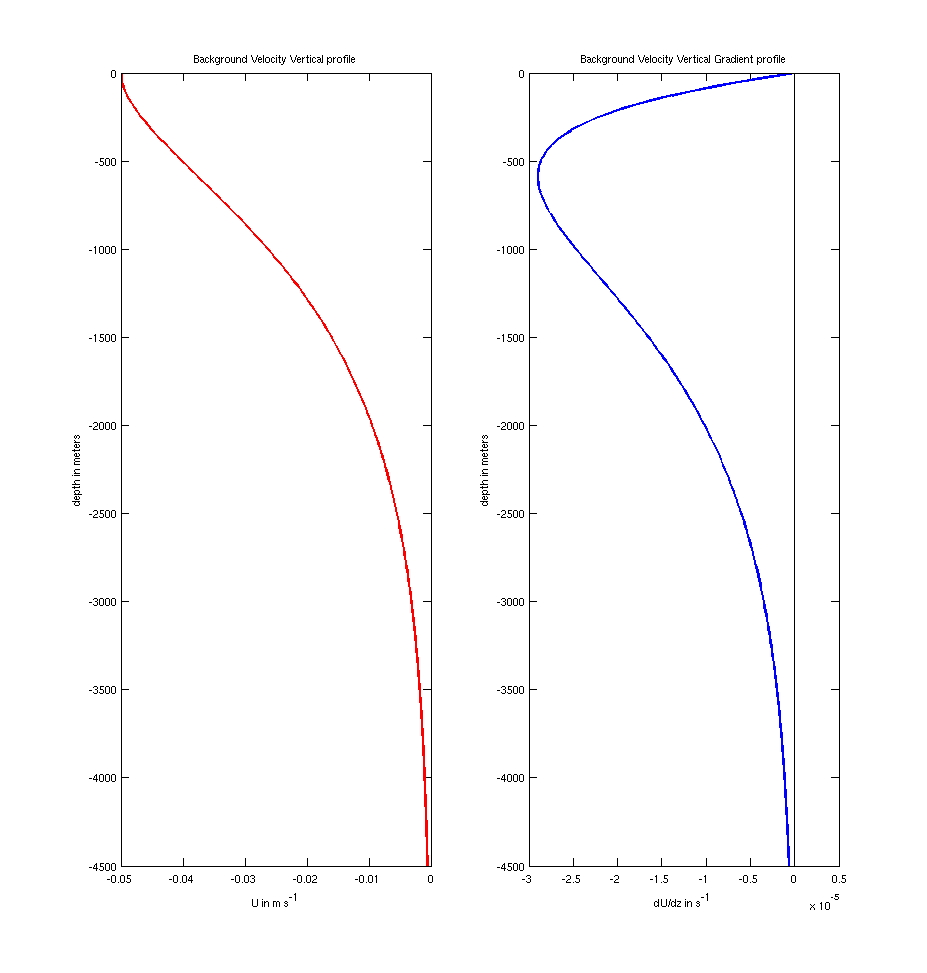 Background Velocity Vertical profile
0
-500
-1000
-1500
-2000
-2500
-3000
-3500
-4000
-4500
depth in meters
-0.05 -0.04 -0.03 -0.02 -0.01 0
U in m s^-1
Background Velocity Vertical Gradient profile
0
-500
-1000
-1500
-2000
-2500
-3000
-3500
-4000
-4500
depth in meters
-3 -2.5 -2 -1.5 -1 -0.5 0 0.5
dU/dz in s^-1
x 10^-5